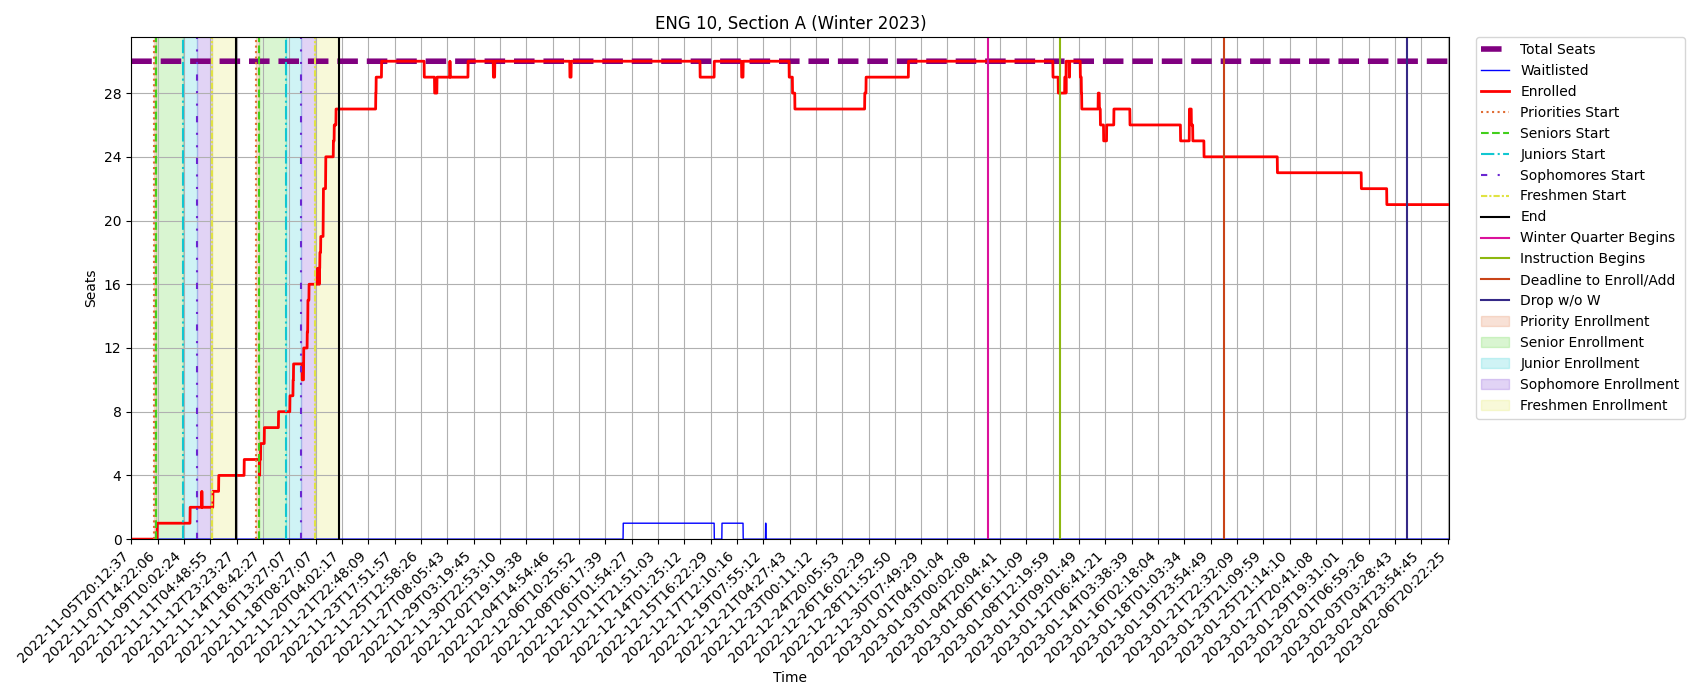 ENG 10, Section A (Winter 2023)
Seats
28
24
20
16
12
8
4
0
2022-11-05T20:12:37
2022-11-07T14:22:06
2022-11-09T10:02:24
2022-11-11T04:48:55
2022-11-12T23:23:27
2022-11-14T18:42:27
2022-11-16T13:27:07
2022-11-18T08:27:07
2022-11-20T04:02:17
2022-11-21T22:48:09
2022-11-23T17:51:57
2022-11-25T12:58:26
2022-11-27T08:05:43
2022-11-29T03:19:45
2022-11-30T22:53:10
2022-12-02T19:19:38
2022-12-04T14:54:46
2022-12-06T10:25:52
2022-12-08T06:17:39
2022-12-10T01:54:27
2022-12-11T21:51:03
2022-12-14T01:25:12
2022-12-15T16:22:29
2022-12-17T12:10:16
2022-12-19T07:55:12
2022-12-21T04:27:43
2022-12-23T00:11:12
2022-12-24T20:05:53
2022-12-26T16:02:29
2022-12-28T11:52:50
2022-12-30T07:49:29
2023-01-01T04:01:04
2023-01-03T00:02:08
2023-01-04T20:04:41
2023-01-06T16:11:09
2023-01-08T12:19:59
2023-01-10T09:01:49
2023-01-12T06:41:21
2023-01-14T03:38:39
2023-01-16T02:18:04
2023-01-18T01:03:34
2023-01-19T23:54:49
2023-01-21T22:32:09
2023-01-23T21:09:59
2023-01-25T21:14:10
2023-01-27T20:41:08
2023-01-29T19:31:01
2023-02-01T06:59:26
2023-02-03T03:28:43
2023-02-04T23:54:45
2023-02-06T20:22:25
Time
Total Seats
Waitlisted
Enrolled
Priorities Start
Seniors Start
Juniors Start
Sophomores Start
Freshmen Start
End
Winter Quarter Begins
Instruction Begins
Deadline to Enroll/Add
Drop w/o W
Priority Enrollment
Senior Enrollment
Junior Enrollment
Sophomore Enrollment
Freshmen Enrollment